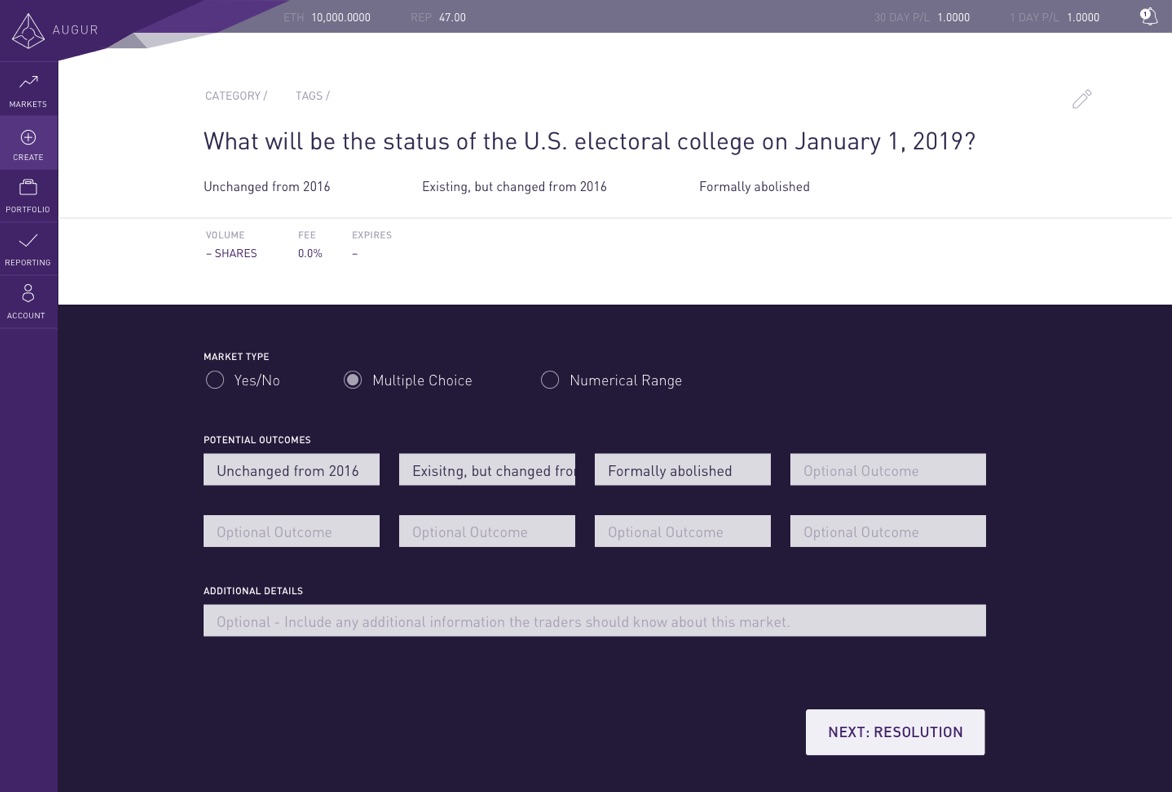 AUGUR
ETH 10,000.0000 REP 47.00 30 DAY P/L 1.0000 1 DAY P/L 1.0000 1
MARKETS
CREATE
PORTFOLIO
REPORTING
ACCOUNT
CATEGORY / TAGS /
What will be the status of the U.S. electoral college on January 1, 2019?
Unchanged from 2016 Existing, but changed from 2016 Formally abolished
VOLUME FEE EXPIRES
– SHARES 0.0% –
MARKET TYPE
Yes/No Multiple Choice Numerical Range
POTENTIAL OUTCOMES
Unchanged from 2016 Exisitng, but changed fro Formally abolished Optional Outcome
Optional Outcome Optional Outcome Optional Outcome Optional Outcome
ADDITIONAL DETAILS
Optional - Include any additional information the traders should know about this market.
NEXT: RESOLUTION